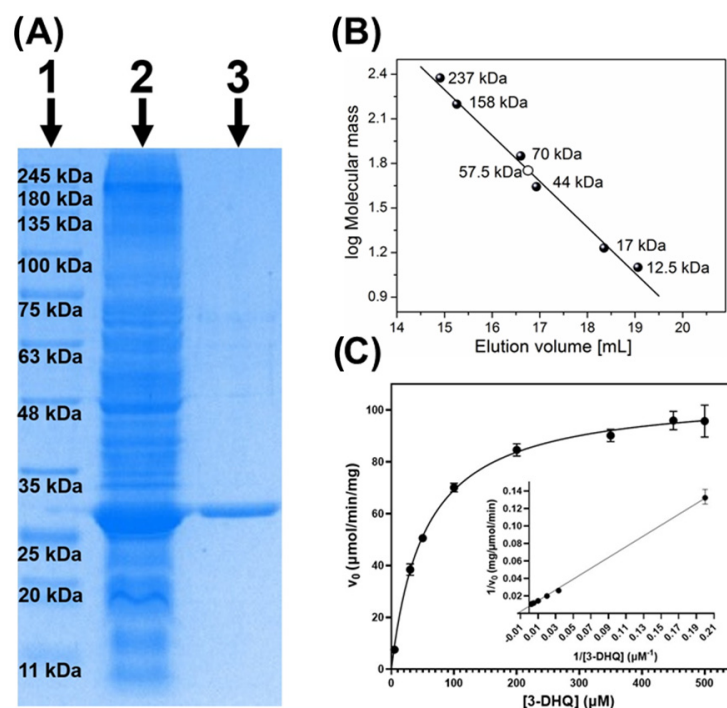 (A)
1 2 3
245 kDa
180 kDa
135 kDa
100 kDa
75 kDa
63 kDa
48 kDa
35 kDa
25 kDa
20 kDa
11 kDa
(B)
log Molecular mass
2.4
2.1
1.8
1.5
1.2
0.9
237 kDa
158 kDa
70 kDa
57.5 kDa
44 kDa
17 kDa
12.5 kDa
14 15 16 17 18 19 20
Elution volume [mL]
(C)
v₀ (µmol/min/mg)
100
80
60
40
20
0
0 100 200 300 400 500
[3-DHQ] (µM)
1/v₀ (mg/µmol/min)
0.14
0.12
0.10
0.08
0.06
0.04
0.02
-0.01 0.01 0.03 0.05 0.07 0.09 0.11 0.13 0.15 0.17 0.19 0.21
1/[3-DHQ] (µM⁻¹)